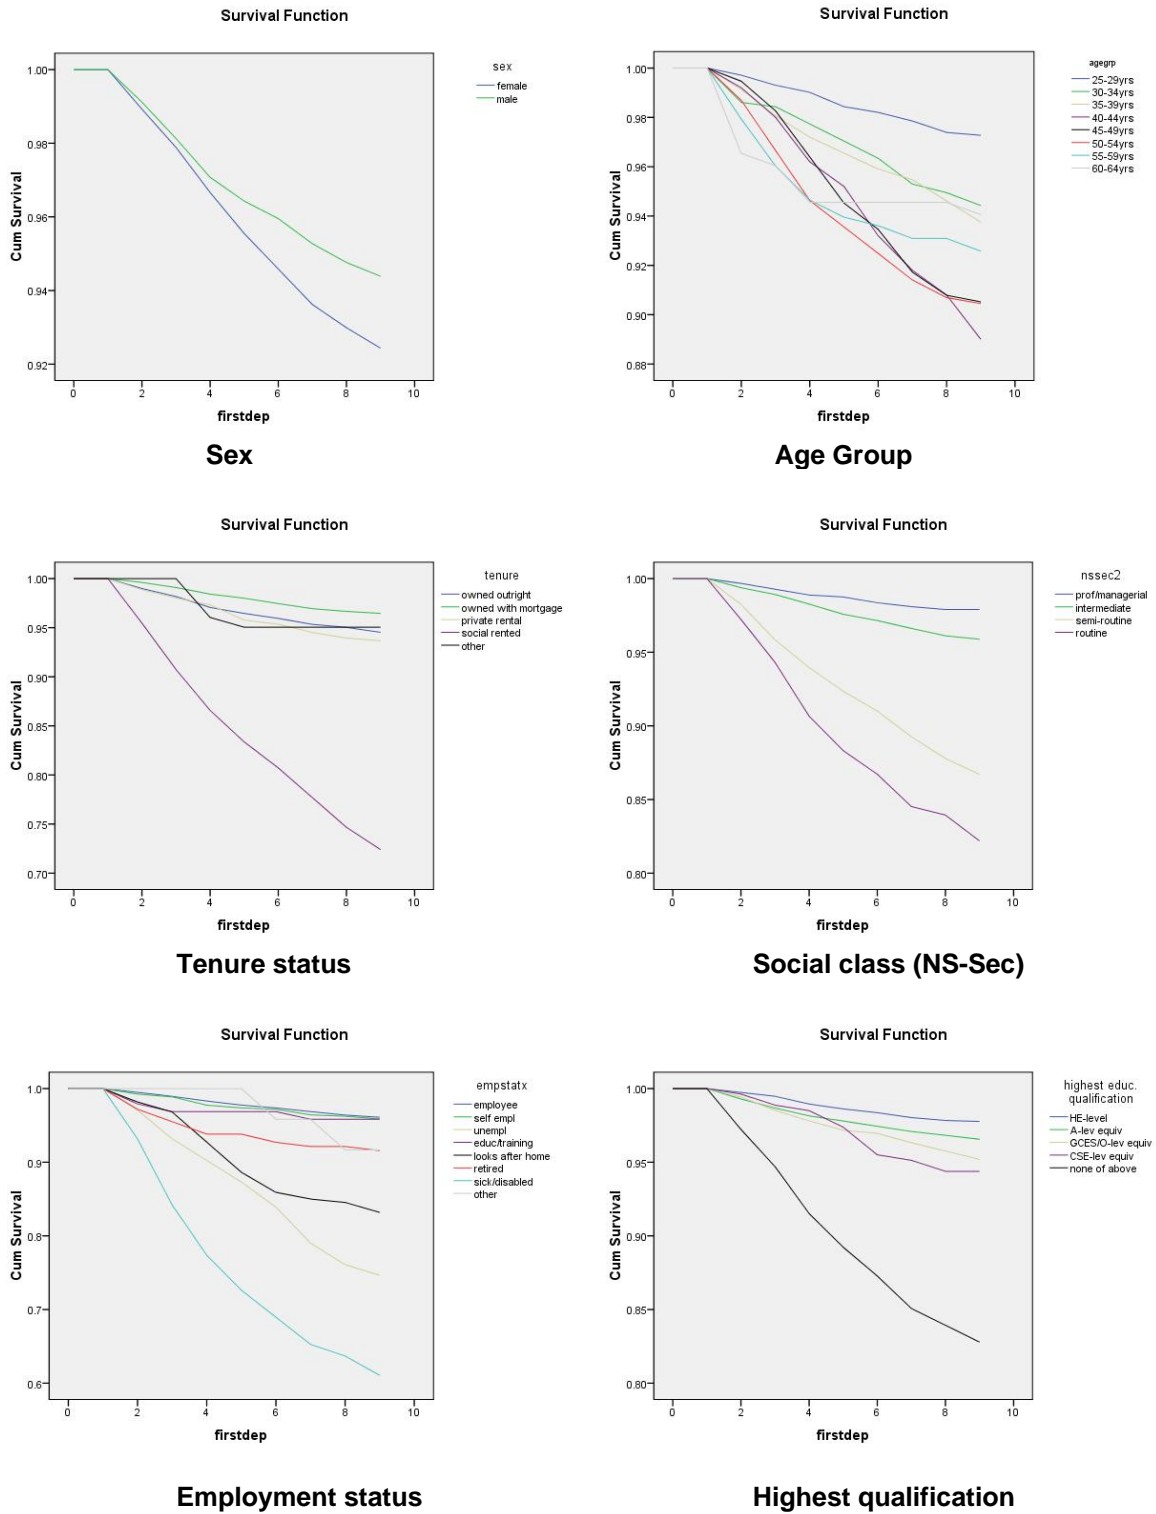 Survival Function
sex
female
male
1.00
0.98
0.96
0.94
0.92
Cum Survival
0 2 4 6 8 10
firstdep
Sex
Survival Function
agegrp
25-29yrs
30-34yrs
35-39yrs
40-44yrs
45-49yrs
50-54yrs
55-59yrs
60-64yrs
1.00
0.98
0.96
0.94
0.92
0.90
0.88
Cum Survival
0 2 4 6 8 10
firstdep
Age Group
Survival Function
tenure
owned outright
owned with mortgage
private rental
social rented
other
1.00
0.95
0.90
0.85
0.80
0.75
0.70
Cum Survival
0 2 4 6 8 10
firstdep
Tenure status
Survival Function
nssec2
prof/managerial
intermediate
semi-routine
routine
1.00
0.95
0.90
0.85
0.80
Cum Survival
0 2 4 6 8 10
firstdep
Social class (NS-Sec)
Survival Function
empstatx
employee
self empl
unempl
educ/training
looks after home
retired
sick/disabled
other
1.0
0.9
0.8
0.7
0.6
Cum Survival
0 2 4 6 8 10
firstdep
Employment status
Survival Function
highest educ.
qualification
HE-level
A-lev equiv
GCES/O-lev equiv
CSE-lev equiv
none of above
1.00
0.95
0.90
0.85
0.80
Cum Survival
0 2 4 6 8 10
firstdep
Highest qualification